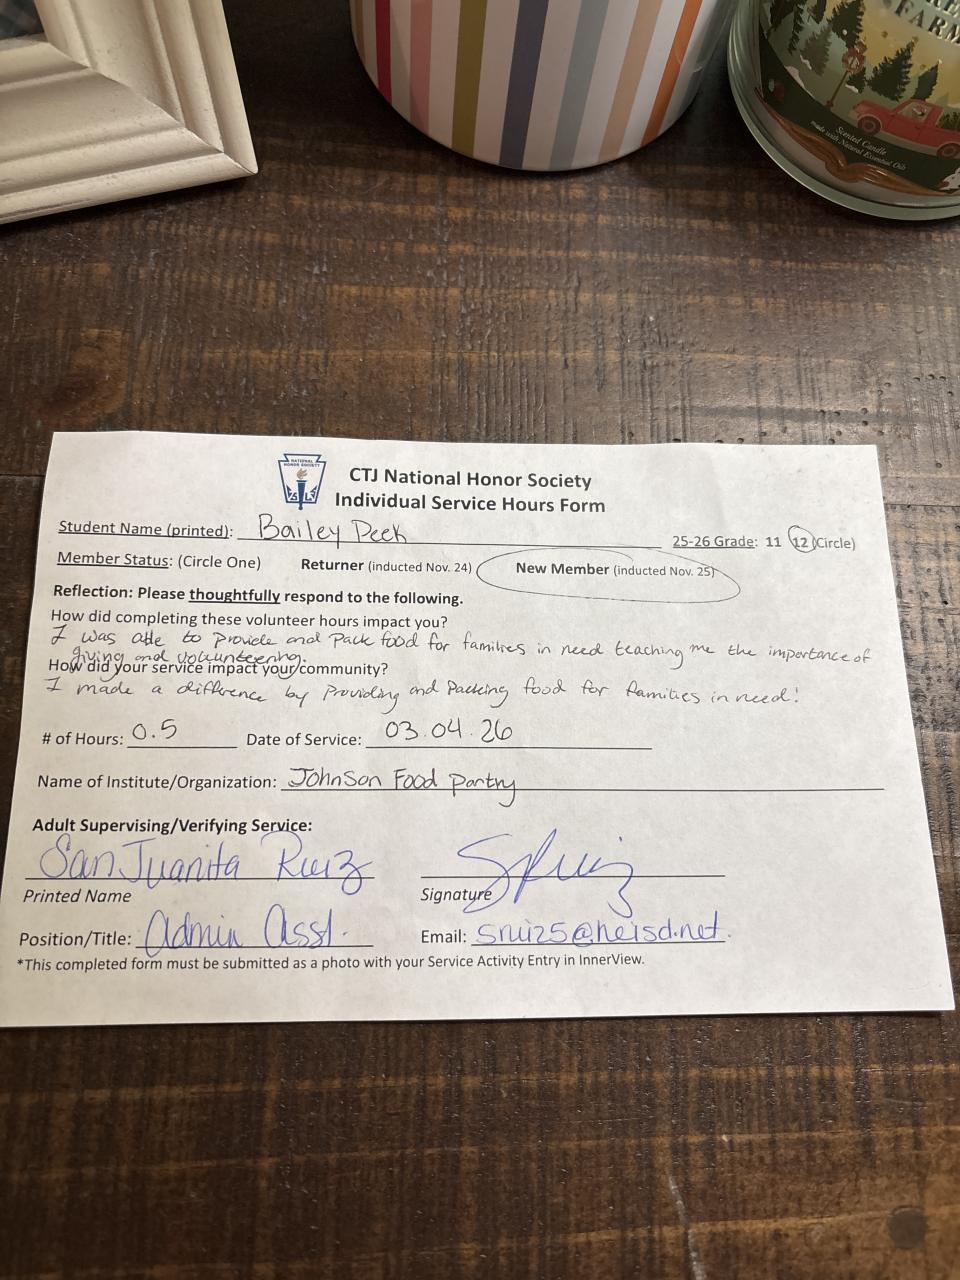 FARM
Scented Candle
made with Natural Essential Oils
NATIONAL
HONOR SOCIETY
CTJ National Honor Society
Individual Service Hours Form
Student Name (printed): Bailey Peek 25-26 Grade: 11 12 (Circle)
Member Status: (Circle One) Returner (inducted Nov. 24) New Member (inducted Nov. 25)
Reflection: Please thoughtfully respond to the following.
How did completing these volunteer hours impact you?
I was able to provide and pack food for families in need teaching me the importance of
giving and volunteering.
How did your service impact your community?
I made a difference by providing and packing food for families in need!
# of Hours: 0.5 Date of Service: 03.04.26
Name of Institute/Organization: Johnson Food Pantry
Adult Supervising/Verifying Service:
San Juanita Ruiz SRuiz
Printed Name Signature
Position/Title: Admin Asst. Email: sruiz5@heisd.net
*This completed form must be submitted as a photo with your Service Activity Entry in InnerView.